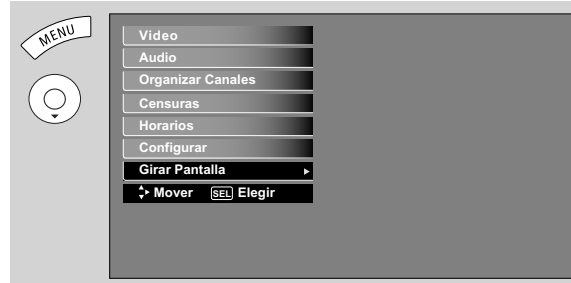 MENU
Video
Audio
Organizar Canales
Censuras
Horarios
Configurar
Girar Pantalla
Mover SEL Elegir